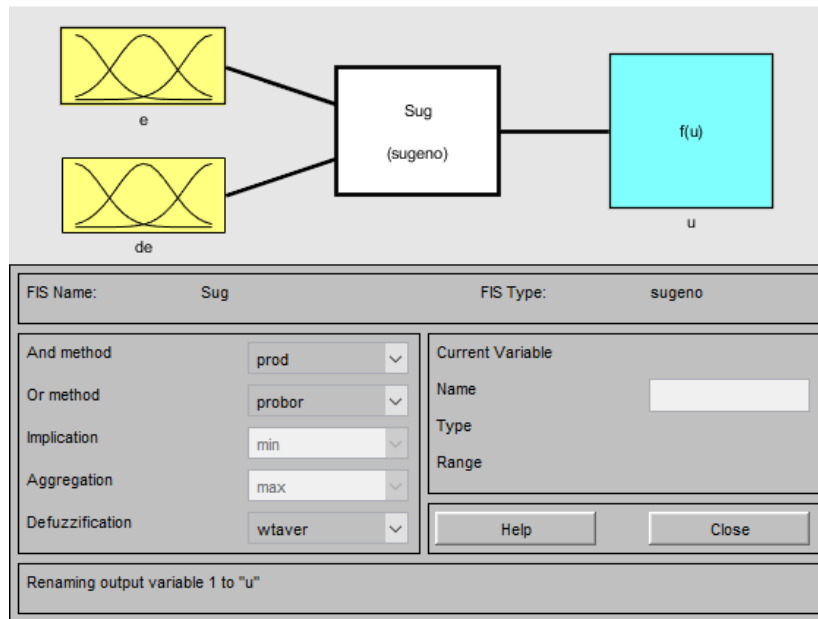 e
de
Sug
(sugeno)
f(u)
u
FIS Name: Sug FIS Type: sugeno
And method prod
Or method probor
Implication min
Aggregation max
Defuzzification wtaver
Current Variable
Name
Type
Range
Help Close
Renaming output variable 1 to "u"